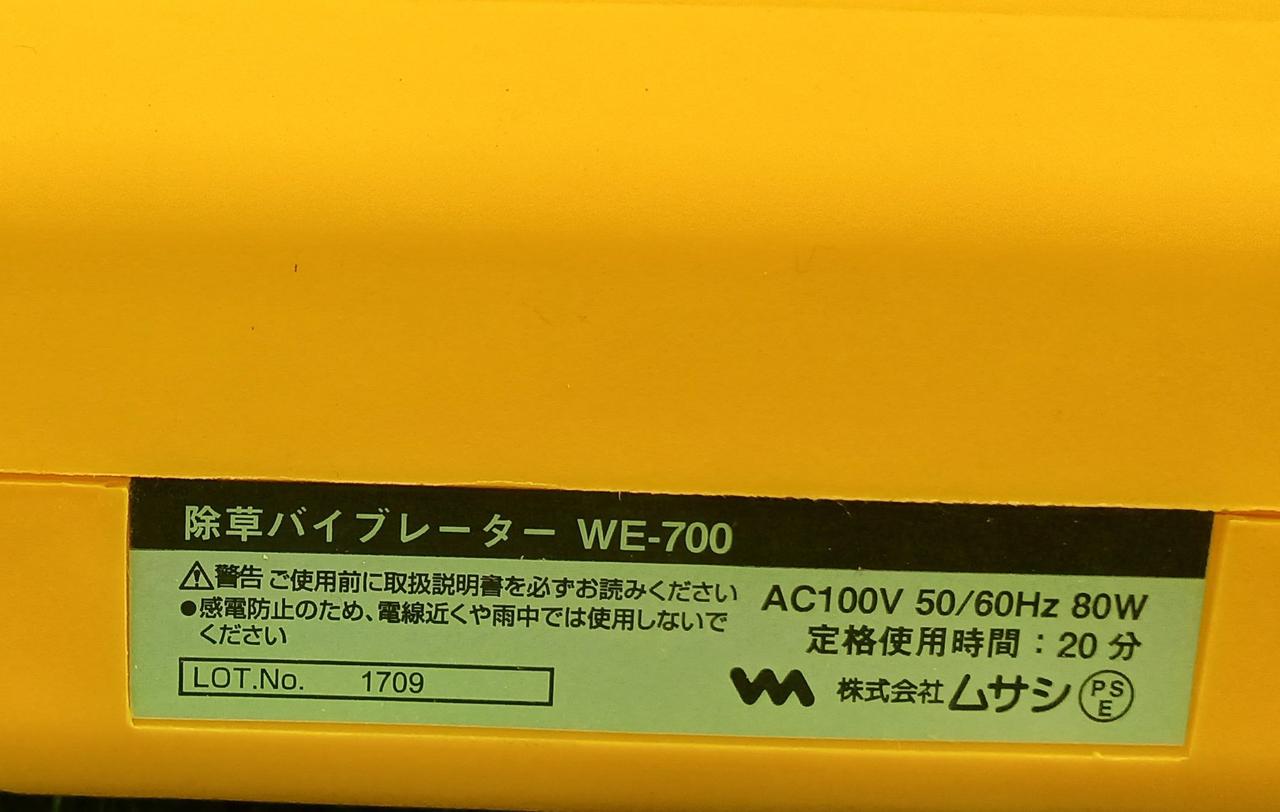 除草バイブレーター WE-700
⚠警告 ご使用前に取扱説明書を必ずお読みください
●感電防止のため、電線近くや雨中では使用しないで
ください
LOT.No. 1709
AC100V 50/60Hz 80W
定格使用時間：20分
株式会社ムサシ PSE